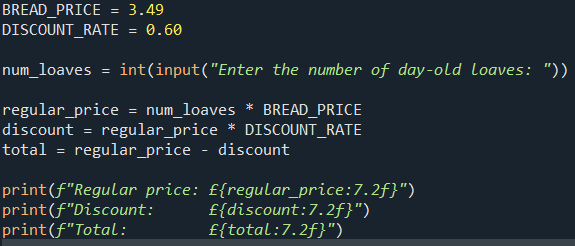 BREAD_PRICE = 3.49
DISCOUNT_RATE = 0.60
num_loaves = int(input("Enter the number of day-old loaves: "))
regular_price = num_loaves * BREAD_PRICE
discount = regular_price * DISCOUNT_RATE
total = regular_price - discount
print(f"Regular price: £{regular_price:7.2f}")
print(f"Discount:      £{discount:7.2f}")
print(f"Total:         £{total:7.2f}")